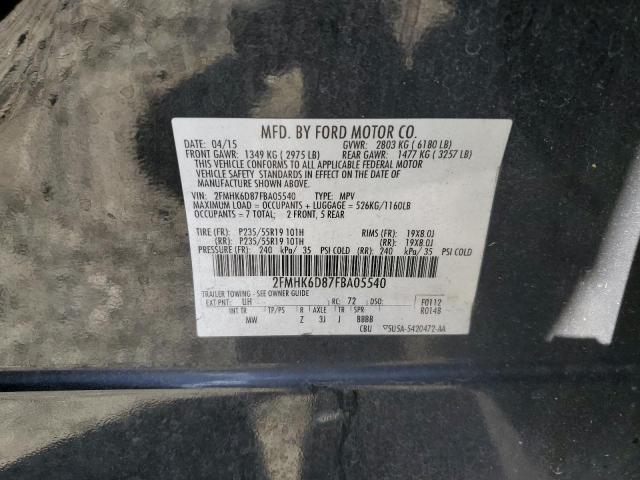 MFD. BY FORD MOTOR CO.
DATE: 04/15 GVWR: 2803 KG ( 6180 LB)
FRONT GAWR: 1349 KG ( 2975 LB) REAR GAWR: 1477 KG ( 3257 LB)
THIS VEHICLE CONFORMS TO ALL APPLICABLE FEDERAL MOTOR
VEHICLE SAFETY STANDARDS IN EFFECT ON THE DATE OF
MANUFACTURE SHOWN ABOVE.
VIN: 2FMHK6D87FBA05540 TYPE: MPV
MAXIMUM LOAD = OCCUPANTS + LUGGAGE = 526KG/1160LB
OCCUPANTS = 7 TOTAL; 2 FRONT, 5 REAR
TIRE (FR): P235/55R19 101H RIMS (FR): 19X8.0J
(RR): P235/55R19 101H (RR): 19X8.0J
PRESSURE (FR): 240 kPa/ 35 PSI COLD (RR): 240 kPa/ 35 PSI COLD
2FMHK6D87FBA05540
TRAILER TOWING - SEE OWNER GUIDE
EXT PNT: UH RC: 72 DSO: F0112
INT TR TP/PS R AXLE TR SPR R0148
MW Z 3J J BBBB
CBU 5USA-5420472-AA